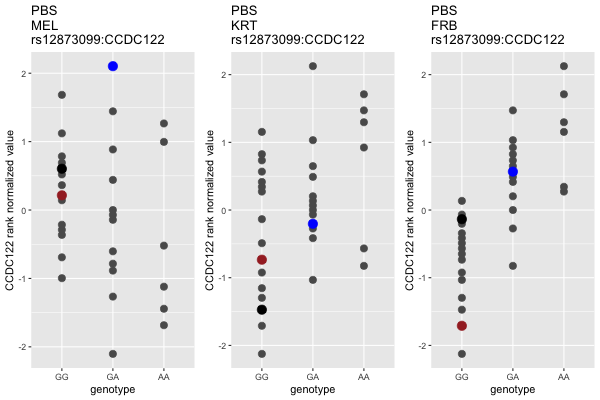 PBS
MEL
rs12873099:CCDC122
CCDC122 rank normalized value
2
1
0
-1
-2
GG GA AA
genotype
PBS
KRT
rs12873099:CCDC122
CCDC122 rank normalized value
2
1
0
-1
-2
GG GA AA
genotype
PBS
FRB
rs12873099:CCDC122
CCDC122 rank normalized value
2
1
0
-1
-2
GG GA AA
genotype